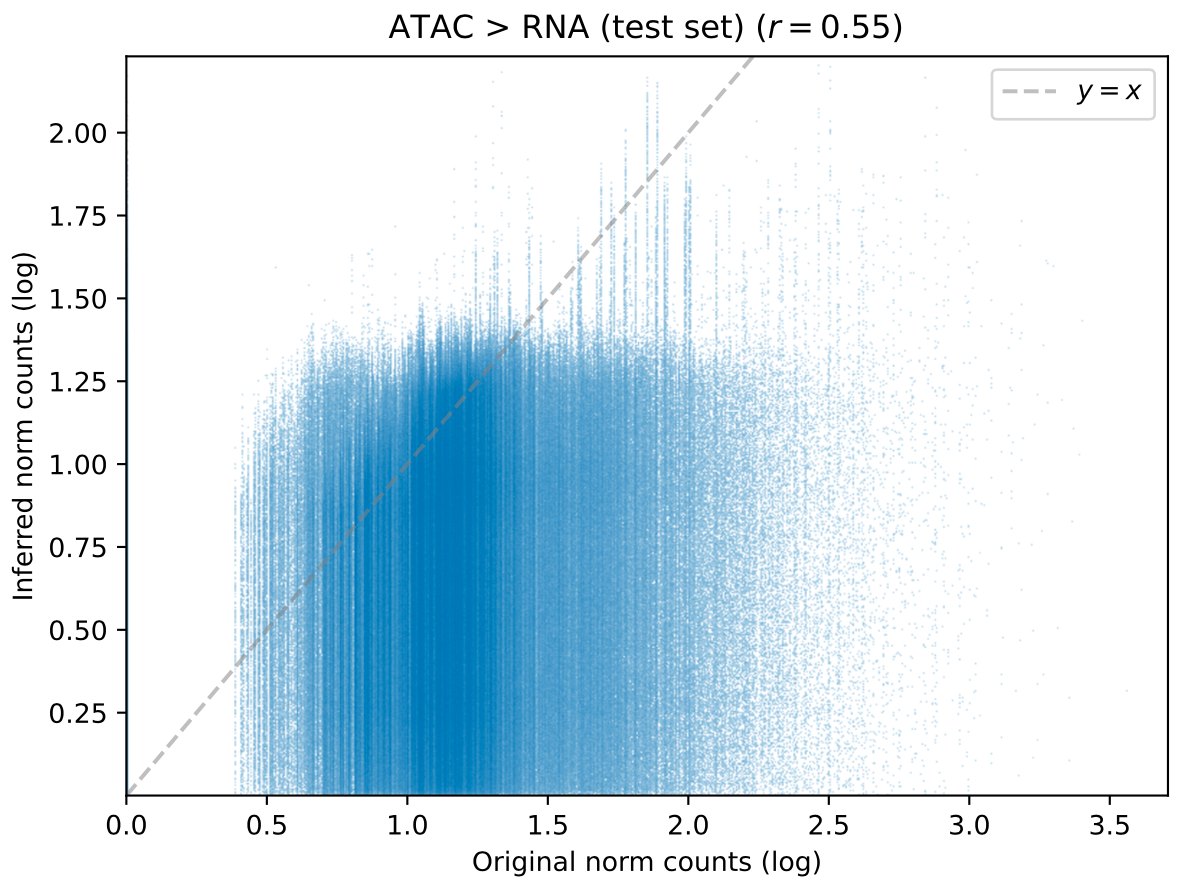 ATAC > RNA (test set) (r = 0.55)
y = x
2.00
1.75
1.50
1.25
1.00
0.75
0.50
0.25
Inferred norm counts (log)
0.0 0.5 1.0 1.5 2.0 2.5 3.0 3.5
Original norm counts (log)